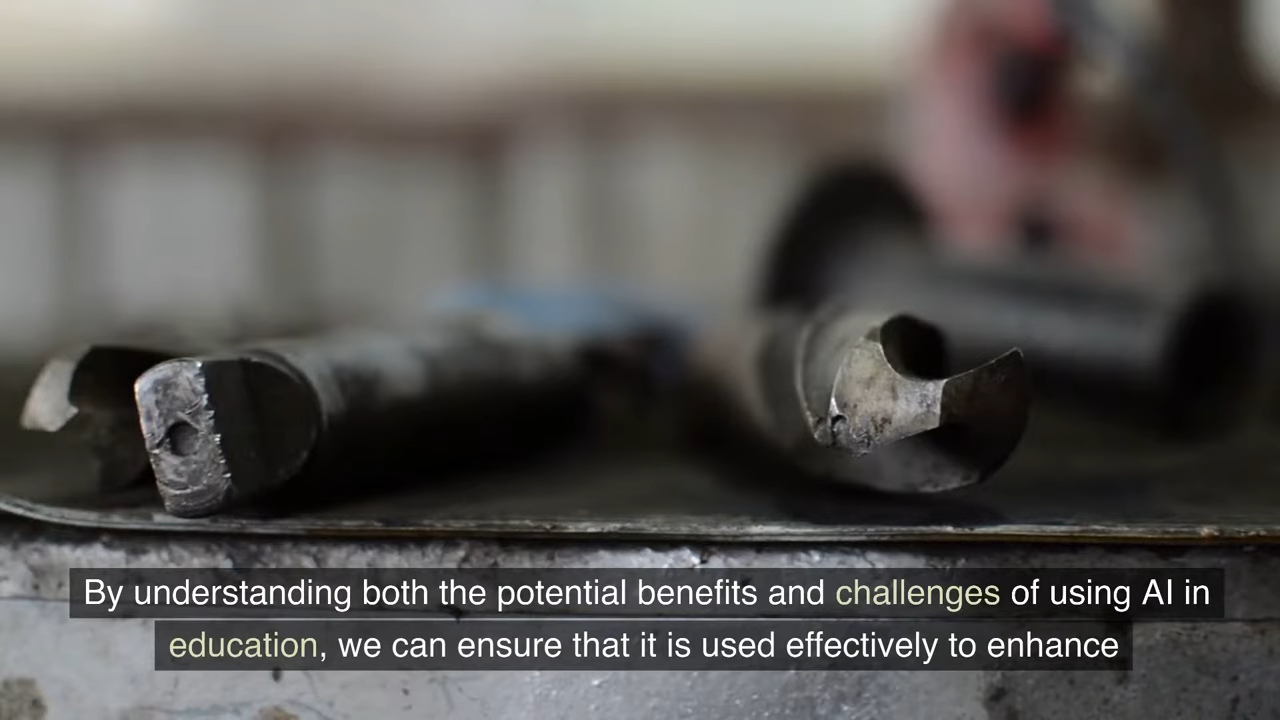 By understanding both the potential benefits and challenges of using AI in
education, we can ensure that it is used effectively to enhance